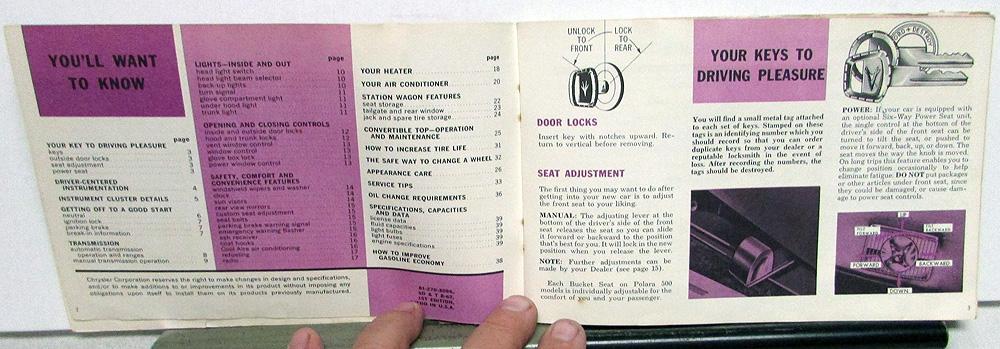 YOU'LL WANT
TO KNOW
page
YOUR KEY TO DRIVING PLEASURE
keys 3
outside door locks 3
seat adjustment 3
power seat 3
DRIVER-CENTERED
INSTRUMENTATION 4
INSTRUMENT CLUSTER DETAILS 5
GETTING OFF TO A GOOD START
neutral 6
ignition lock 7
parking brake 7
break-in information 7
TRANSMISSION
automatic transmission
operation and ranges 8
manual transmission operation 9
page
LIGHTS—INSIDE AND OUT
head light switch 10
head light beam selector 10
back-up lights 10
turn signal 11
glove compartment light 11
under hood light 11
trunk light 11
OPENING AND CLOSING CONTROLS
inside and outside door locks 12
hood and trunk locks 12
vent window control 13
window control 13
glove box lock 13
power window control 13
SAFETY, COMFORT AND
CONVENIENCE FEATURES
windshield wipers and washer 14
clock 14
sun visors 14
rear view mirrors
custom seat adjustment 15
seat belts 15
parking brake warning signal
emergency warning flasher
key receiver 16
coat hooks 16
Cool Aire air conditioning
refueling
radio 17
page
YOUR HEATER 18
YOUR AIR CONDITIONER 20
STATION WAGON FEATURES
seat storage 22
tailgate and rear window 23
jack and spare tire storage 24
CONVERTIBLE TOP—OPERATION
AND MAINTENANCE 25
HOW TO INCREASE TIRE LIFE 31
THE SAFE WAY TO CHANGE A WHEEL 32
APPEARANCE CARE 26
SERVICE TIPS 33
OIL CHANGE REQUIREMENTS 36
SPECIFICATIONS, CAPACITIES
AND DATA
license data 39
fluid capacities 39
light bulbs 39
light fuses 39
engine specifications 39
HOW TO IMPROVE
GASOLINE ECONOMY 38
Chrysler Corporation reserves the right to make changes in design and specifications,
and/or to make additions to or improvements in its product without imposing any
obligations upon itself to install them on its products previously manufactured.
1ST EDITION,
IN U.S.A.
UNLOCK
TO
FRONT
LOCK
TO
REAR
DOOR LOCKS
Insert key with notches upward. Re-
turn to vertical before removing.
SEAT ADJUSTMENT
The first thing you may want to do after
getting into your new car is to adjust
the front seat to your liking.
MANUAL: The adjusting lever at the
bottom of the driver's side of the front
seat releases the seat so you can slide
it forward or backward to the position
that's best for you. It will lock in the new
position when you release the lever.
NOTE: Further adjustments can be
made by your Dealer (see page 15).
Each Bucket Seat on Polara 500
models is individually adjustable for the
comfort of you and your passenger.
YOUR KEYS TO
DRIVING PLEASURE
You will find a small metal tag attached
to each set of keys. Stamped on these
tags is an identifying number which you
should record so that you can order
duplicate keys from your dealer or a
reputable locksmith in the event of
loss. After recording the numbers, the
tags should be destroyed.
POWER: If your car is equipped with
an optional Six-Way Power Seat unit,
the single control at the bottom of the
driver's side of the front seat can be
turned to tilt the seat, or pushed to
move it forward, back, up, or down. The
seat moves the way the knob is moved.
On long trips this feature enables you to
change position occasionally to help
eliminate fatigue. DO NOT put packages
or other articles under front seat, since
they could be damaged, or cause dam-
age to power seat controls.
UP
TILT
FORWARD
TILT
BACKWARD
FORWARD
BACKWARD
DOWN